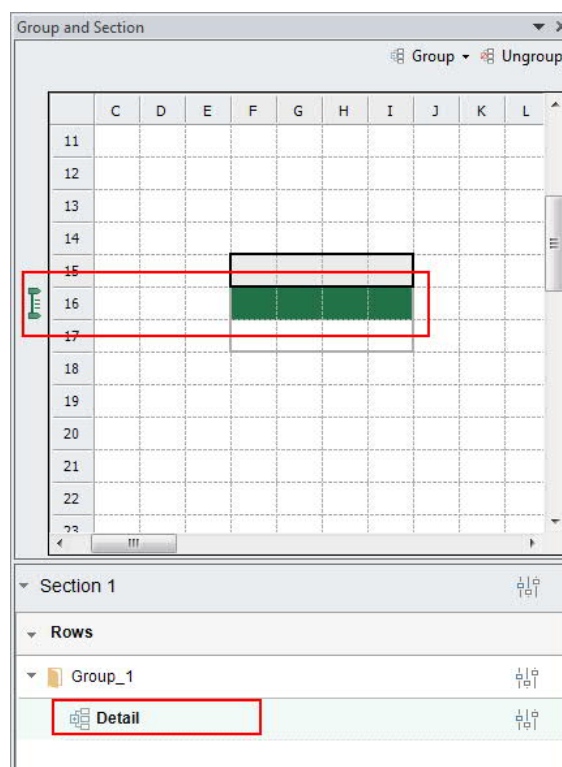 Group and Section
Group Ungroup
C D E F G H I J K L
11
12
13
14
15
16
17
18
19
20
21
22
23
Section 1
Rows
Group_1
Detail